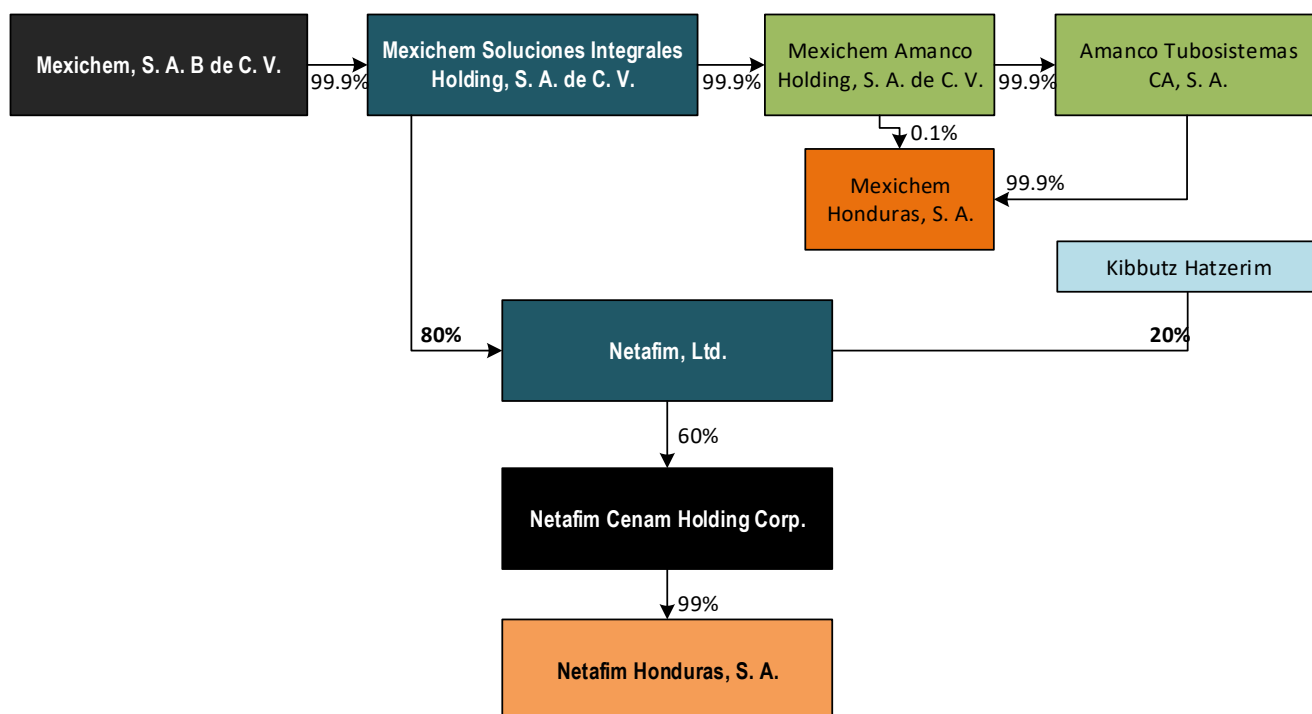 Mexichem, S. A. B de C. V.
99.9%
Mexichem Soluciones Integrales
Holding, S. A. de C. V.
99.9%
Mexichem Amanco
Holding, S. A. de C. V.
99.9%
Amanco Tubosistemas
CA, S. A.
0.1%
Mexichem
Honduras, S. A.
99.9%
Kibbutz Hatzerim
80%
Netafim, Ltd.
20%
60%
Netafim Cenam Holding Corp.
99%
Netafim Honduras, S. A.